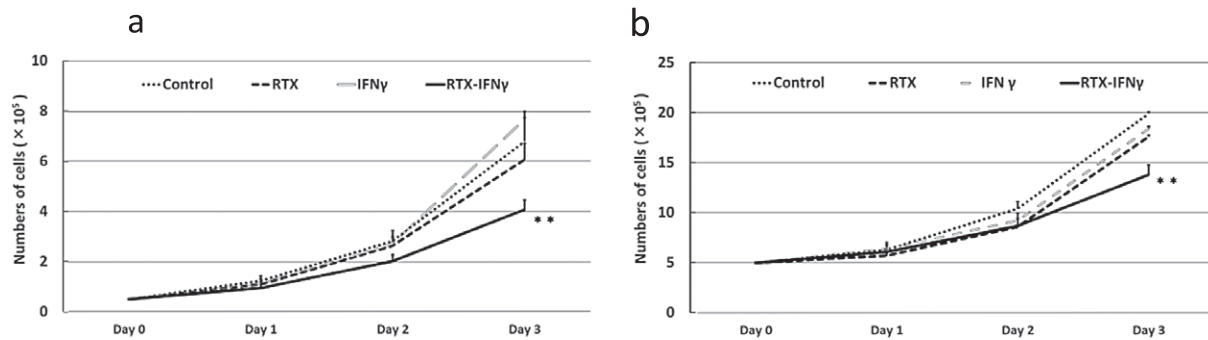 a
10
8
6
4
2
0
Numbers of cells (×10⁵)
Control RTX IFNγ RTX-IFNγ
**
Day 0 Day 1 Day 2 Day 3
b
25
20
15
10
5
0
Numbers of cells (×10⁵)
Control RTX IFN γ RTX-IFNγ
**
Day 0 Day 1 Day 2 Day 3